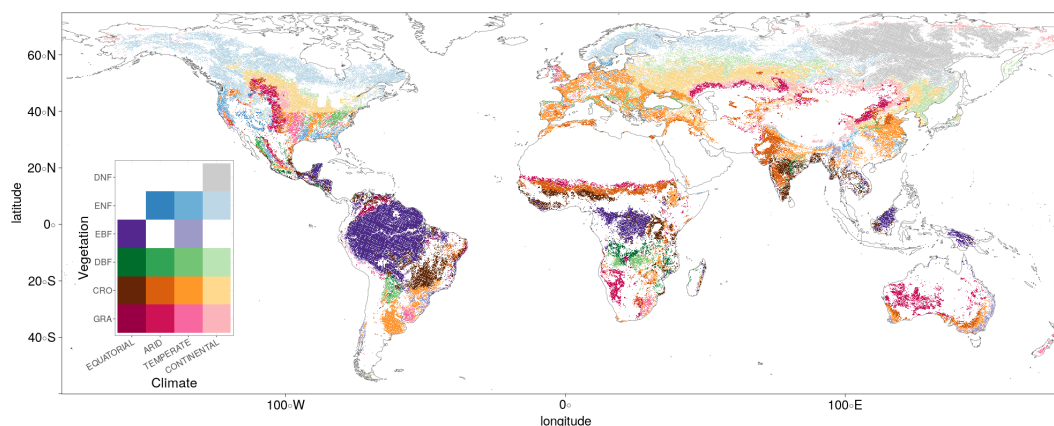 60°N
40°N
20°N
0°
20°S
40°S
latitude
DNF
ENF
EBF
DBF
CRO
GRA
Vegetation
EQUATORIAL
ARID
TEMPERATE
CONTINENTAL
Climate
100°W
0°
100°E
longitude